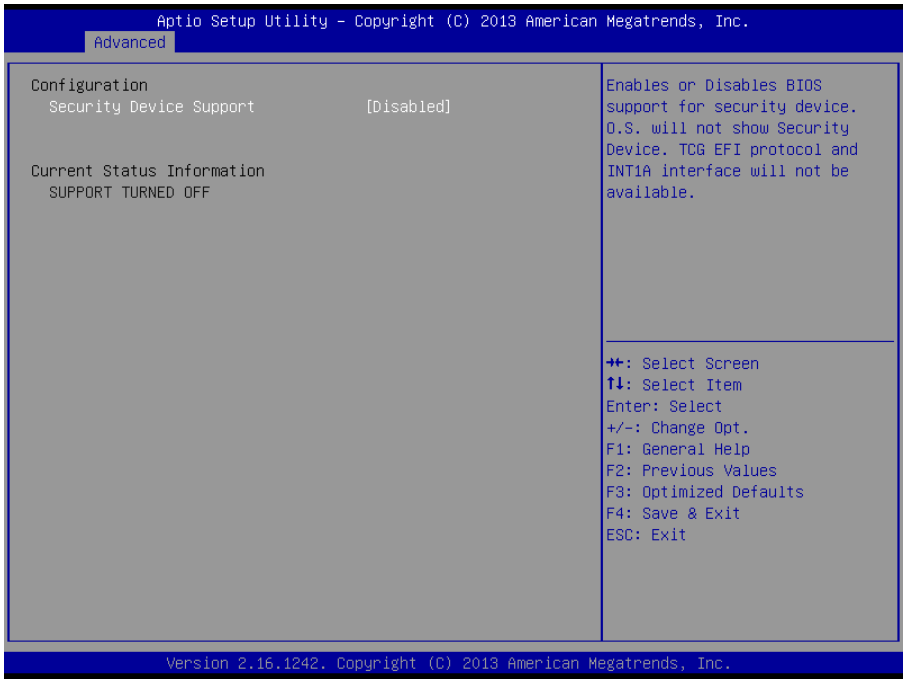 Aptio Setup Utility – Copyright (C) 2013 American Megatrends, Inc.
Advanced
Configuration
Security Device Support [Disabled]
Current Status Information
SUPPORT TURNED OFF
Enables or Disables BIOS
support for security device.
O.S. will not show Security
Device. TCG EFI protocol and
INT1A interface will not be
available.
→←: Select Screen
↑↓: Select Item
Enter: Select
+/-: Change Opt.
F1: General Help
F2: Previous Values
F3: Optimized Defaults
F4: Save & Exit
ESC: Exit
Version 2.16.1242. Copyright (C) 2013 American Megatrends, Inc.